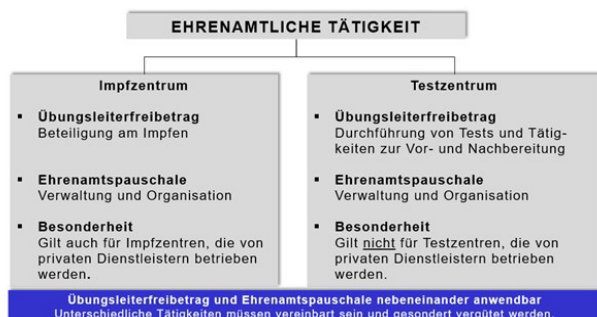 EHRENAMTLICHE TÄTIGKEIT
Impfzentrum
▪ Übungsleiterfreibetrag
Beteiligung am Impfen
▪ Ehrenamtspauschale
Verwaltung und Organisation
▪ Besonderheit
Gilt auch für Impfzentren, die von
privaten Dienstleistern betrieben
werden.
Testzentrum
▪ Übungsleiterfreibetrag
Durchführung von Tests und Tätig-
keiten zur Vor- und Nachbereitung
▪ Ehrenamtspauschale
Verwaltung und Organisation
▪ Besonderheit
Gilt nicht für Testzentren, die von
privaten Dienstleistern betrieben
werden.
Übungsleiterfreibetrag und Ehrenamtspauschale nebeneinander anwendbar
Unterschiedliche Tätigkeiten müssen vereinbart sein und gesondert vergütet werden.